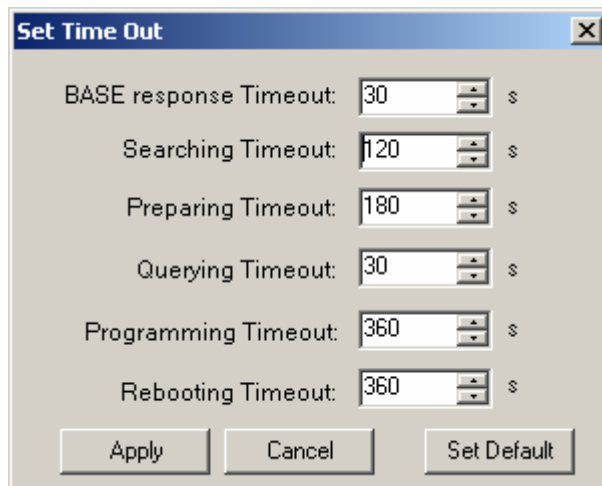 Set Time Out
BASE response Timeout: 30 s
Searching Timeout: 120 s
Preparing Timeout: 180 s
Querying Timeout: 30 s
Programming Timeout: 360 s
Rebooting Timeout: 360 s
Apply Cancel Set Default